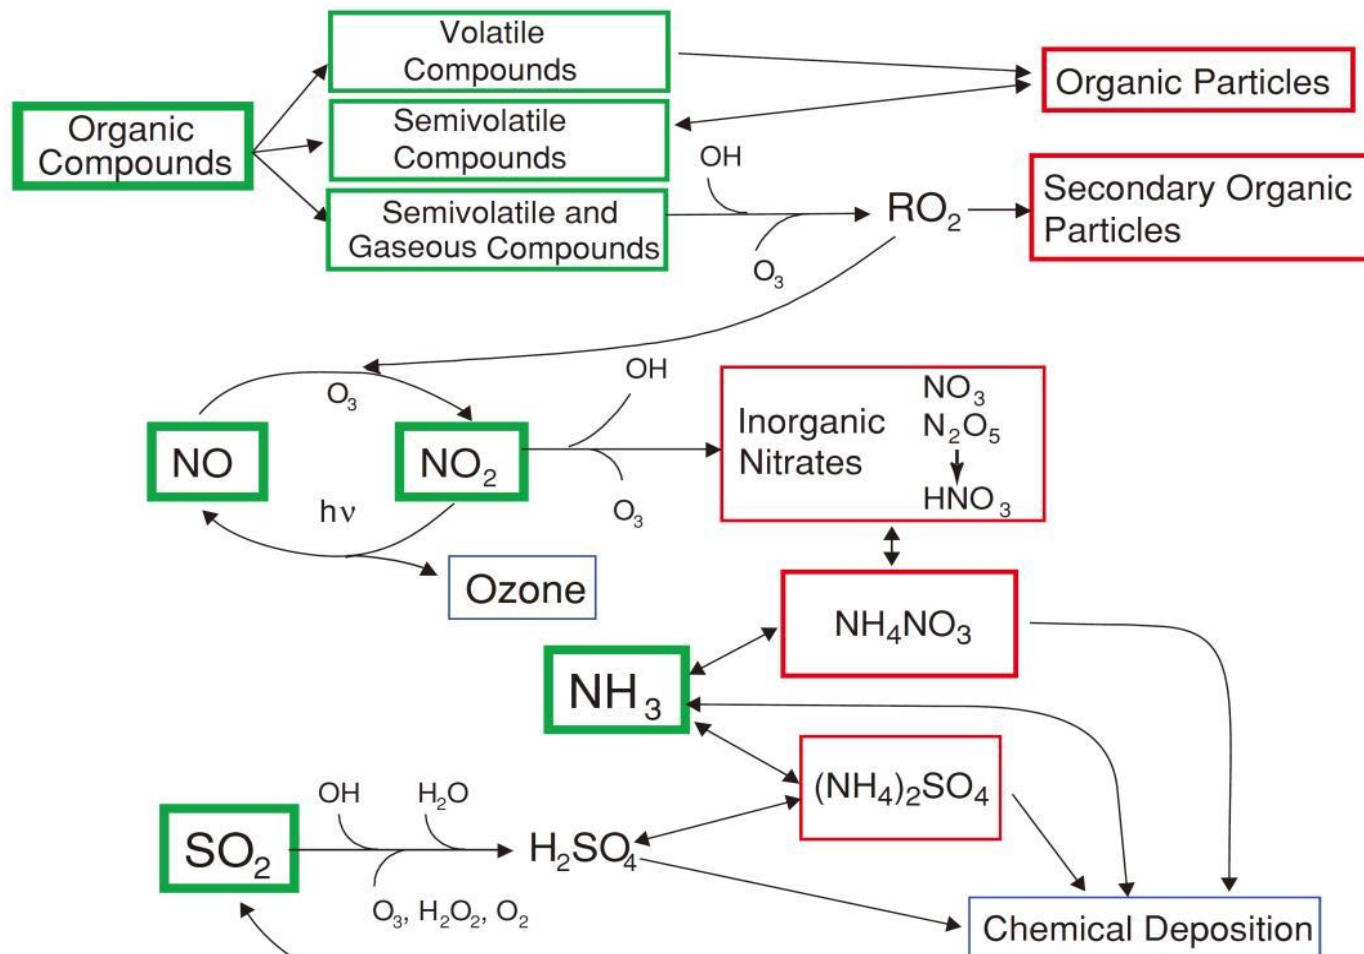 Volatile
Compounds
Organic Particles
Organic
Compounds
Semivolatile
Compounds
OH
Semivolatile and
Gaseous Compounds
RO₂
Secondary Organic
Particles
O₃
OH
O₃
NO
NO₂
Inorganic
Nitrates
NO₃
N₂O₅
HNO₃
hν
O₃
Ozone
NH₄NO₃
NH₃
(NH₄)₂SO₄
OH
H₂O
SO₂
H₂SO₄
O₃, H₂O₂, O₂
Chemical Deposition